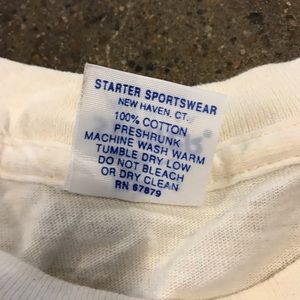 STARTER SPORTSWEAR
NEW HAVEN, CT.
100% COTTON
PRESHRUNK
MACHINE WASH WARM
TUMBLE DRY LOW
DO NOT BLEACH
OR DRY CLEAN
RN 67879